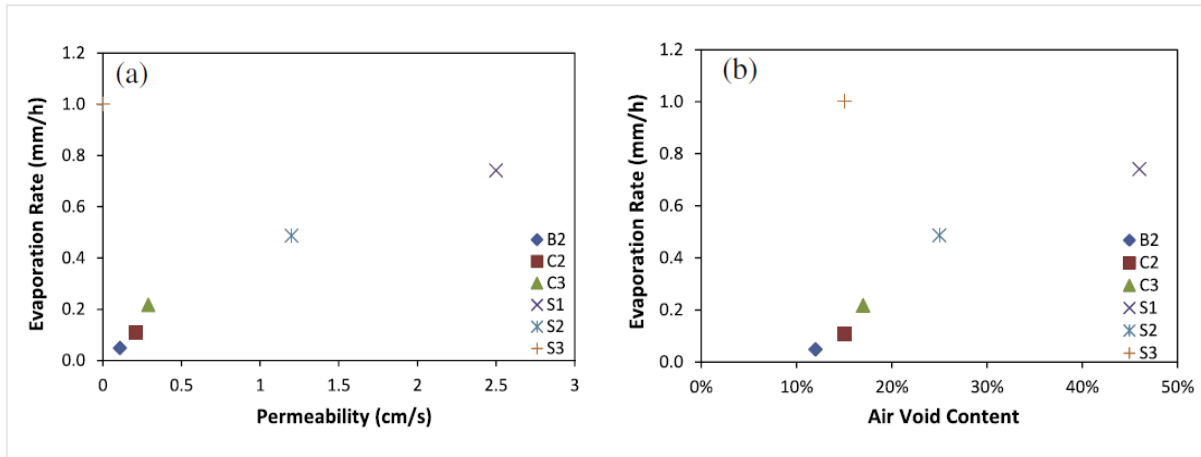 (a)
1.2
1.0
0.8
0.6
0.4
0.2
0.0
Evaporation Rate (mm/h)
0 0.5 1 1.5 2 2.5 3
Permeability (cm/s)
B2
C2
C3
S1
S2
S3
(b)
1.2
1.0
0.8
0.6
0.4
0.2
0.0
Evaporation Rate (mm/h)
0% 10% 20% 30% 40% 50%
Air Void Content
B2
C2
C3
S1
S2
S3